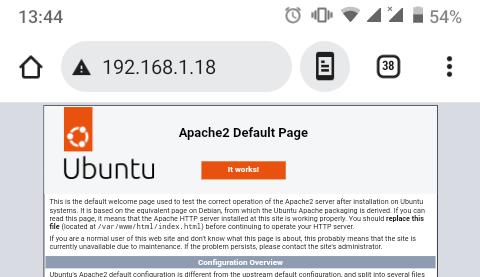 13:44
54%
192.168.1.18
38
Apache2 Default Page
Ubuntu
It works!
This is the default welcome page used to test the correct operation of the Apache2 server after installation on Ubuntu
systems. It is based on the equivalent page on Debian, from which the Ubuntu Apache packaging is derived. If you can
read this page, it means that the Apache HTTP server installed at this site is working properly. You should replace this
file (located at /var/www/html/index.html) before continuing to operate your HTTP server.
If you are a normal user of this web site and don't know what this page is about, this probably means that the site is
currently unavailable due to maintenance. If the problem persists, please contact the site's administrator.
Configuration Overview
Ubuntu's Apache2 default configuration is different from the upstream default configuration, and split into several files